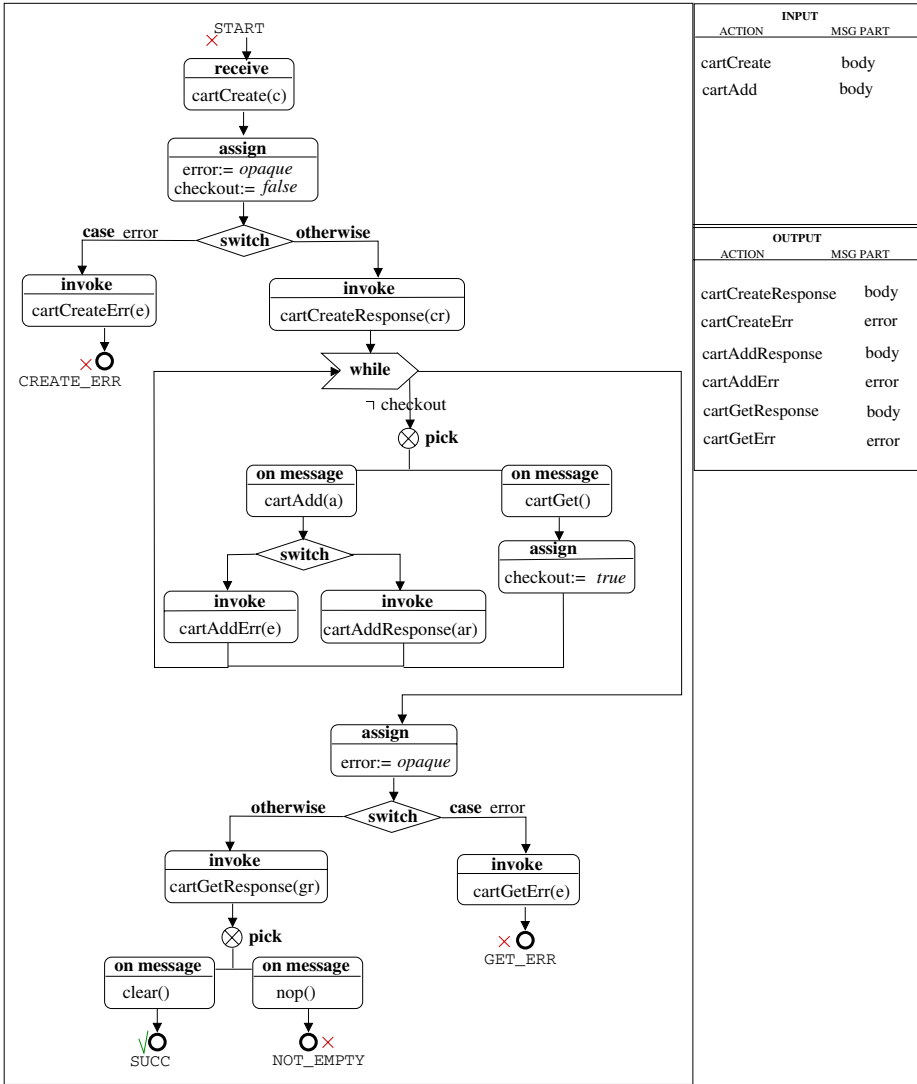 START
receive
cartCreate(c)
assign
error:= opaque
checkout:= false
case error
switch
otherwise
invoke
cartCreateErr(e)
CREATE_ERR
invoke
cartCreateResponse(cr)
while
¬ checkout
pick
on message
cartAdd(a)
on message
cartGet()
switch
assign
checkout:= true
invoke
cartAddErr(e)
invoke
cartAddResponse(ar)
assign
error:= opaque
otherwise
switch
case error
invoke
cartGetResponse(gr)
invoke
cartGetErr(e)
pick
GET_ERR
on message
clear()
on message
nop()
SUCC
NOT_EMPTY
INPUT
ACTION MSG PART
cartCreate body
cartAdd body
OUTPUT
ACTION MSG PART
cartCreateResponse body
cartCreateErr error
cartAddResponse body
cartAddErr error
cartGetResponse body
cartGetErr error